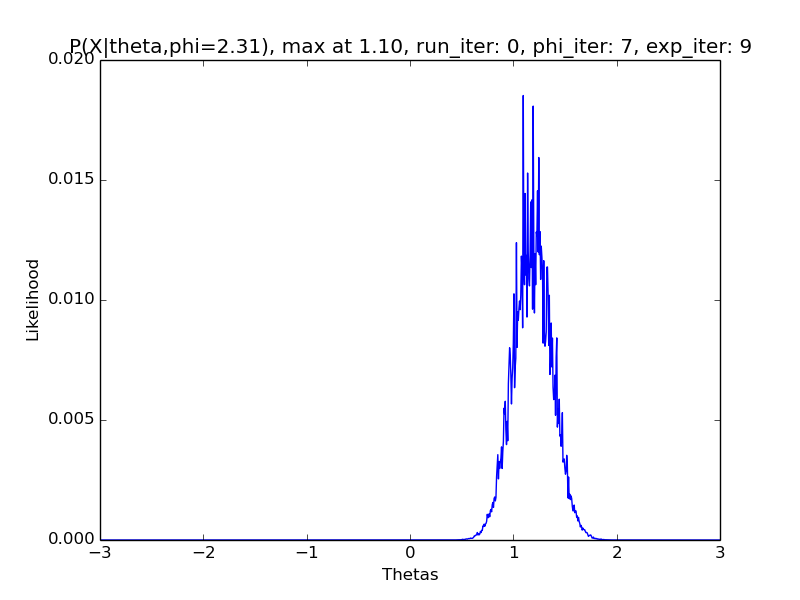 P(X|theta,phi=2.31), max at 1.10, run_iter: 0, phi_iter: 7, exp_iter: 9
0.020
0.015
0.010
0.005
0.000
Likelihood
−3 −2 −1 0 1 2 3
Thetas